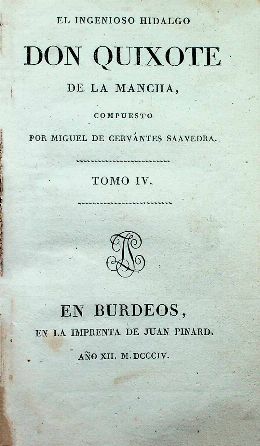 EL INGENIOSO HIDALGO
DON QUIXOTE
DE LA MANCHA,
COMPUESTO
POR MIGUEL DE CERVÁNTES SAAVEDRA.
TOMO IV.
EN BURDEOS,
EN LA IMPRENTA DE JUAN PINARD.
AÑO XII. M.DCCCIV.